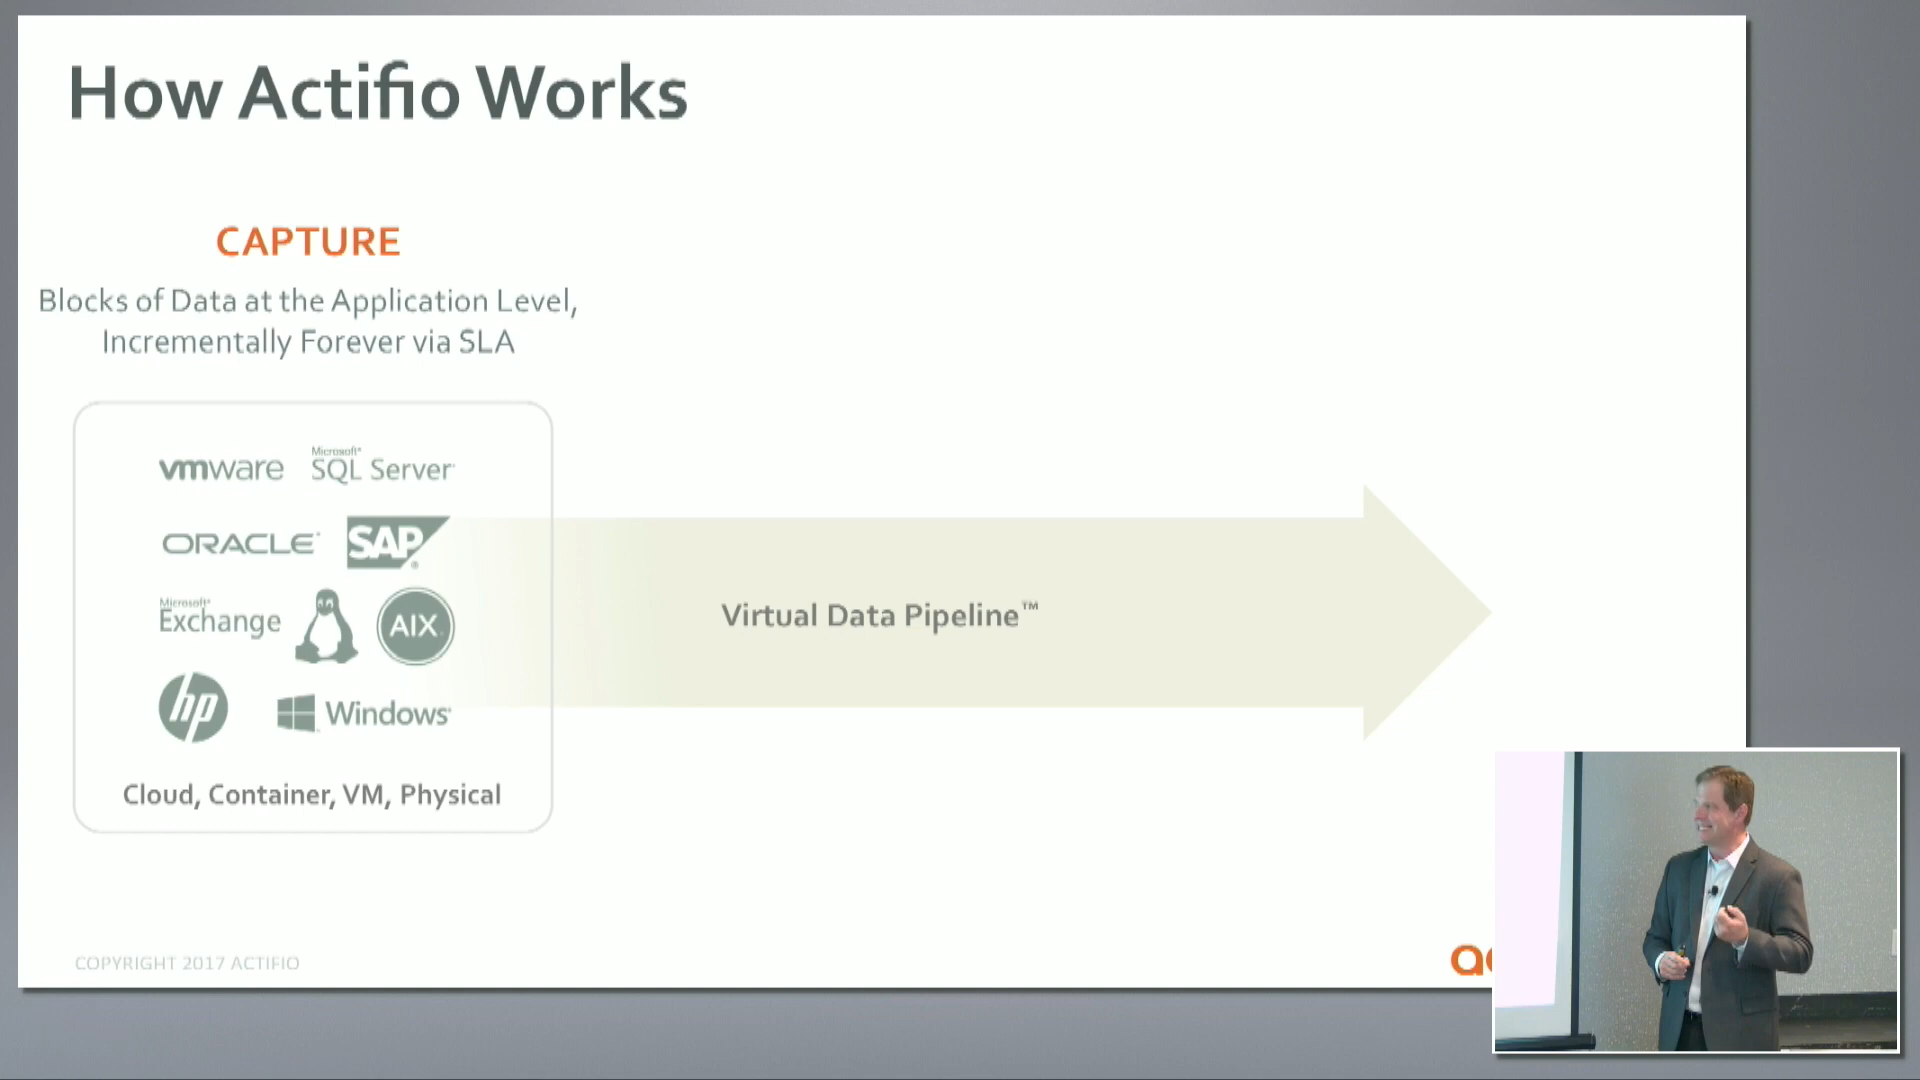 How Actifio Works
CAPTURE
Blocks of Data at the Application Level,
Incrementally Forever via SLA
vmware
Microsoft®
SQL Server
ORACLE®
SAP®
Microsoft®
Exchange
AIX
hp
Windows
Cloud, Container, VM, Physical
Virtual Data Pipeline™
COPYRIGHT 2017 ACTIFIO